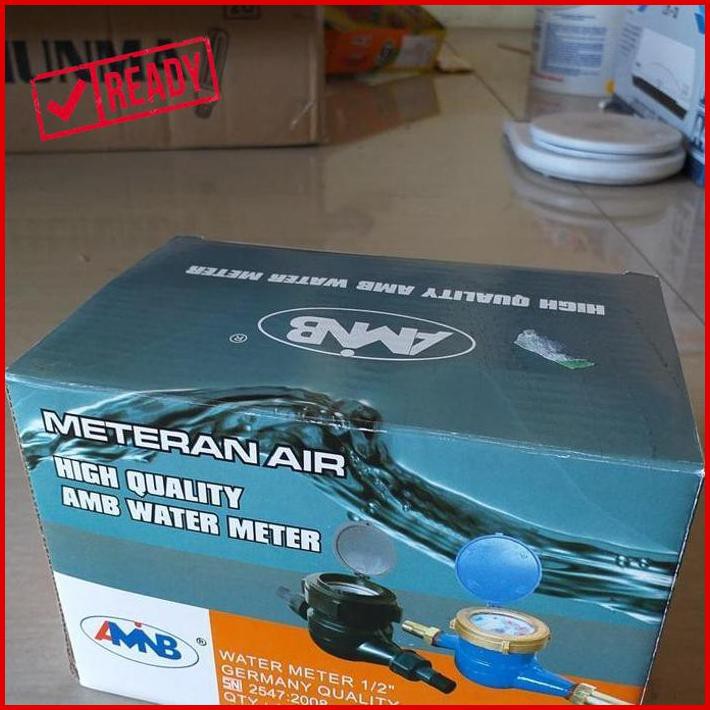 READY
HIGH QUALITY AMB WATER METER
AMB
®
METERAN AIR
HIGH QUALITY
AMB WATER METER
AMB ®
WATER METER 1/2"
GERMANY QUALITY
SNI 2547:2008
QTY